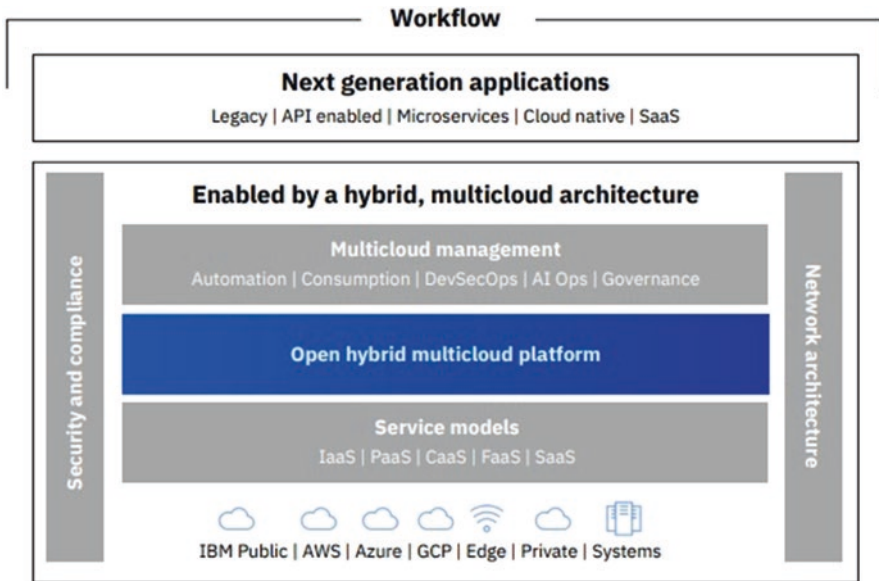 Workflow
Next generation applications
Legacy | API enabled | Microservices | Cloud native | SaaS
Enabled by a hybrid, multicloud architecture
Security and compliance
Multicloud management
Automation | Consumption | DevSecOps | AI Ops | Governance
Open hybrid multicloud platform
Service models
IaaS | PaaS | CaaS | FaaS | SaaS
Network architecture
IBM Public | AWS | Azure | GCP | Edge | Private | Systems